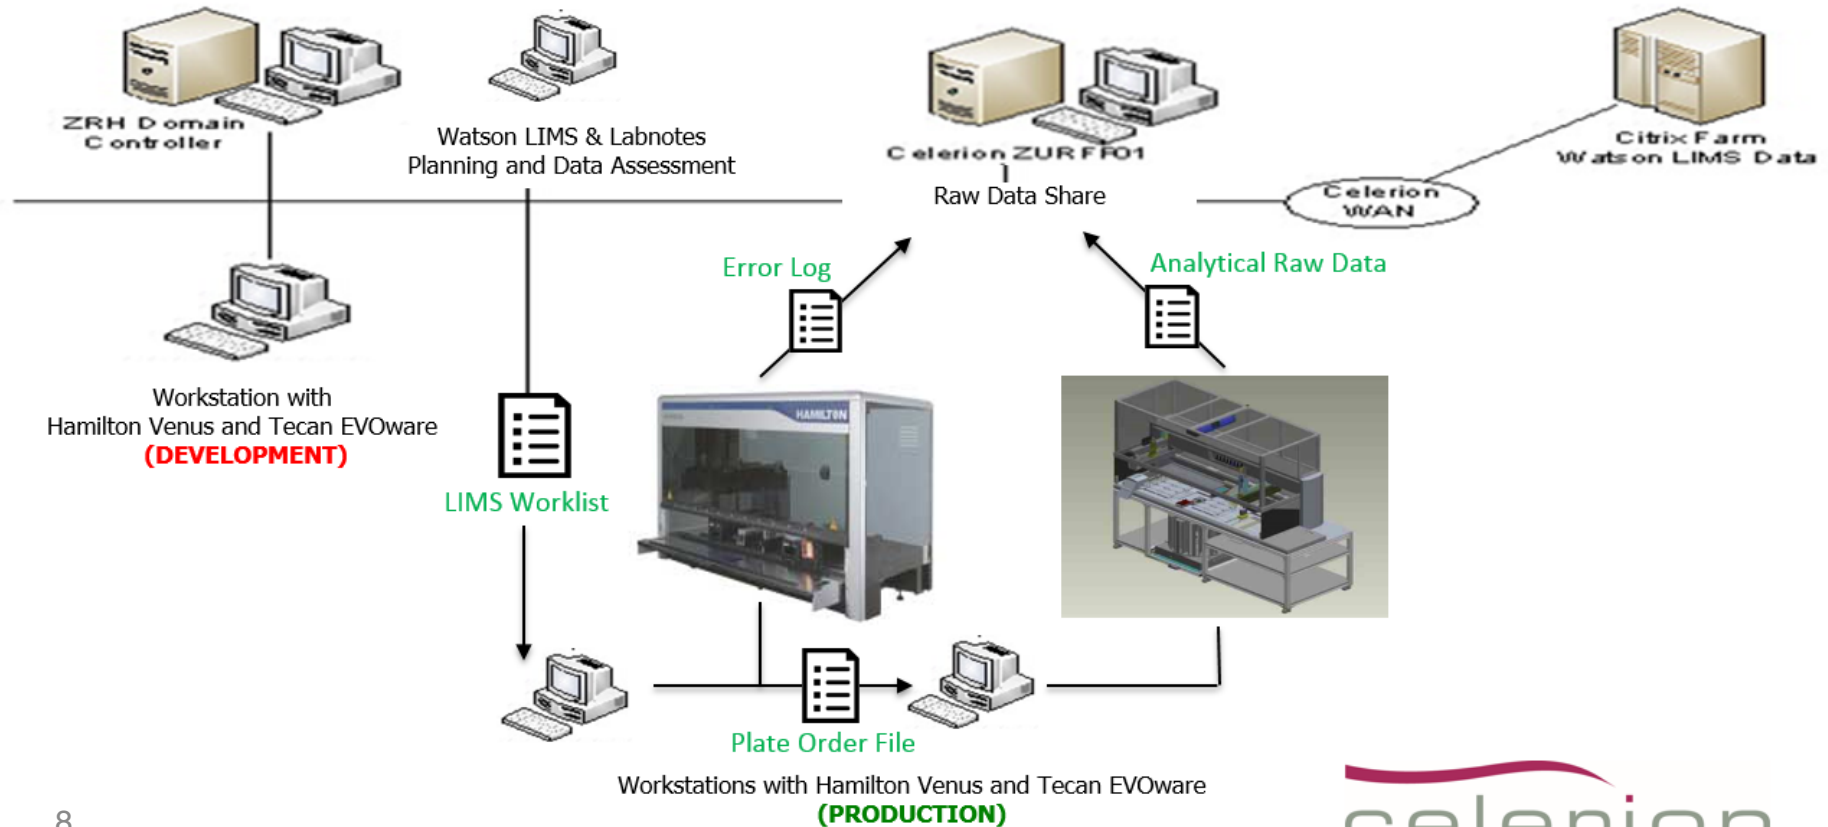 ZRH Domain
Controller
Watson LIMS & Labnotes
Planning and Data Assessment
Celerion ZURFP01
Raw Data Share
Citrix Farm
Watson LIMS Data
Celerion
WAN
Error Log
Analytical Raw Data
Workstation with
Hamilton Venus and Tecan EVOware
(DEVELOPMENT)
HAMILTON
LIMS Worklist
Plate Order File
Workstations with Hamilton Venus and Tecan EVOware
(PRODUCTION)
8
celerion